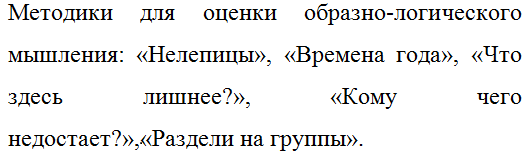 Методики для оценки образно-логического
мышления: «Нелепицы», «Времена года», «Что
здесь лишнее?», «Кому чего
недостает?»,«Раздели на группы».